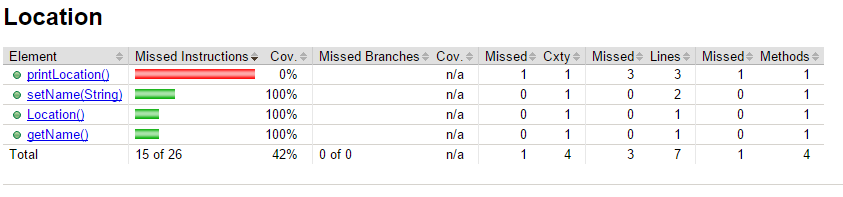 Location
Element Missed Instructions Cov. Missed Branches Cov. Missed Cxty Missed Lines Missed Methods
printLocation() 0% n/a 1 1 3 3 1 1
setName(String) 100% n/a 0 1 0 2 0 1
Location() 100% n/a 0 1 0 1 0 1
getName() 100% n/a 0 1 0 1 0 1
Total 15 of 26 42% 0 of 0 n/a 1 4 3 7 1 4